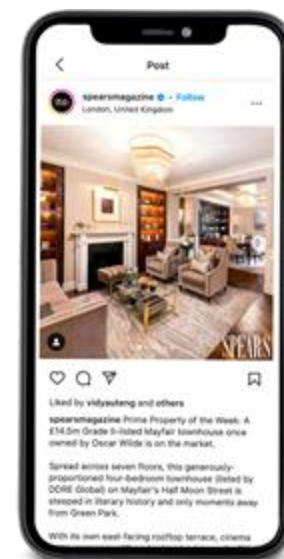 Post
spearsmagazine • Follow
London, United Kingdom
SPEARS
Liked by vidyauteng and others
spearsmagazine Prime Property of the Week: A
£14.5m Grade II-listed Mayfair townhouse once
owned by Oscar Wilde is on the market.
Spread across seven floors, this generously-
proportioned four-bedroom townhouse (listed by
DDRE Global) on Mayfair's Half Moon Street is
steeped in literary history and only moments away
from Green Park.
With its own east-facing rooftop terrace, cinema